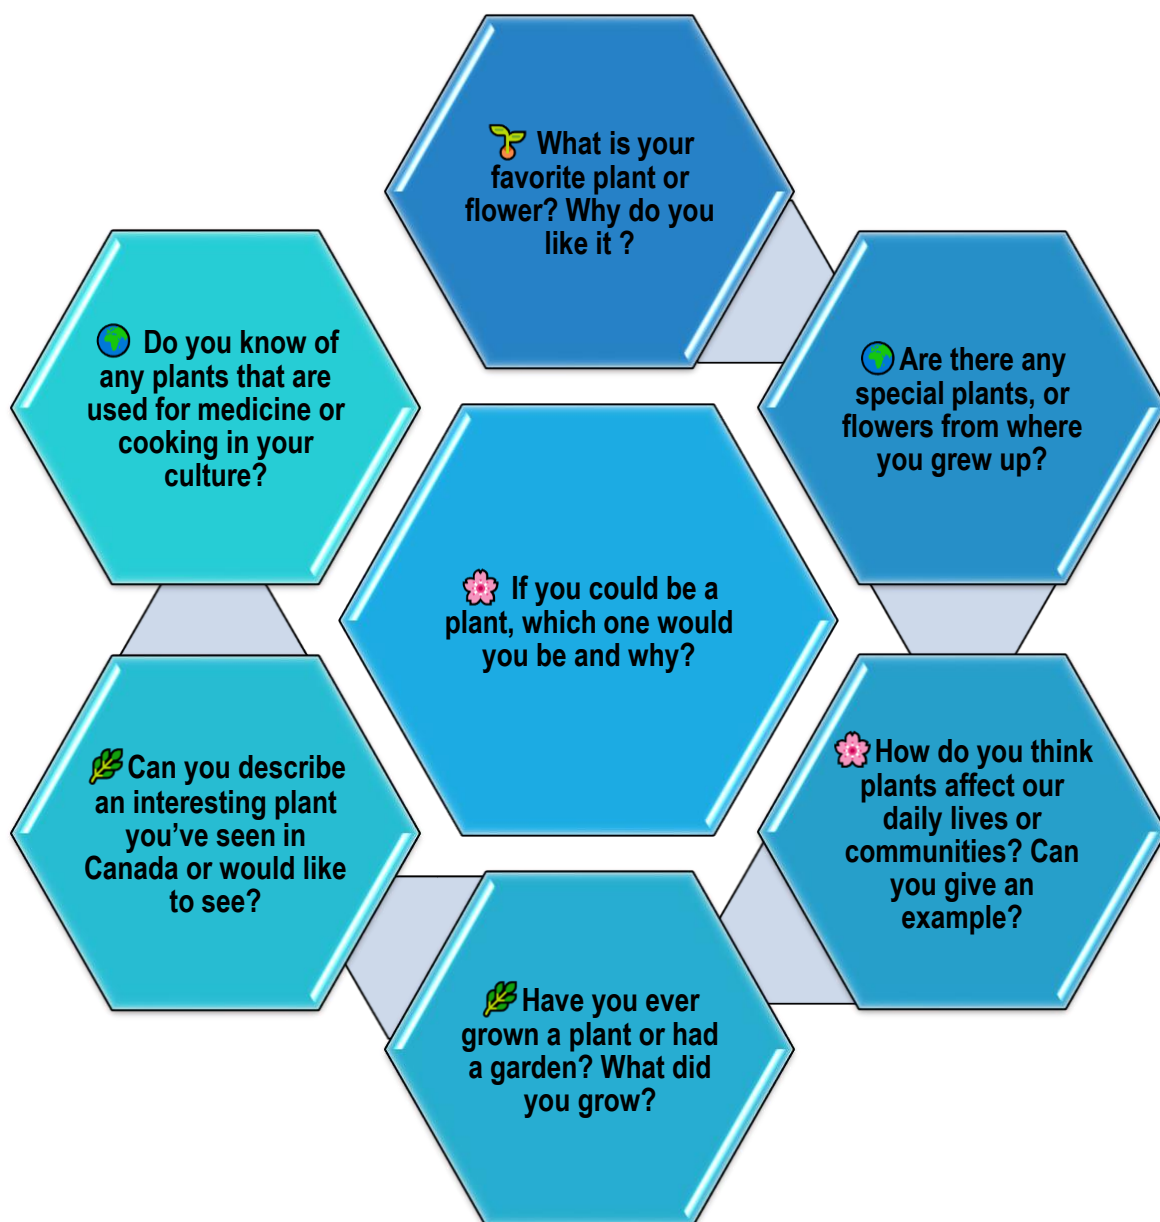 🌱 What is your
favorite plant or
flower? Why do you
like it ?
🌍 Are there any
special plants, or
flowers from where
you grew up?
🌸 How do you think
plants affect our
daily lives or
communities? Can
you give an
example?
🌿 Have you ever
grown a plant or had
a garden? What did
you grow?
🌿 Can you describe
an interesting plant
you’ve seen in
Canada or would like
to see?
🌍 Do you know of
any plants that are
used for medicine or
cooking in your
culture?
🌸 If you could be a
plant, which one would
you be and why?